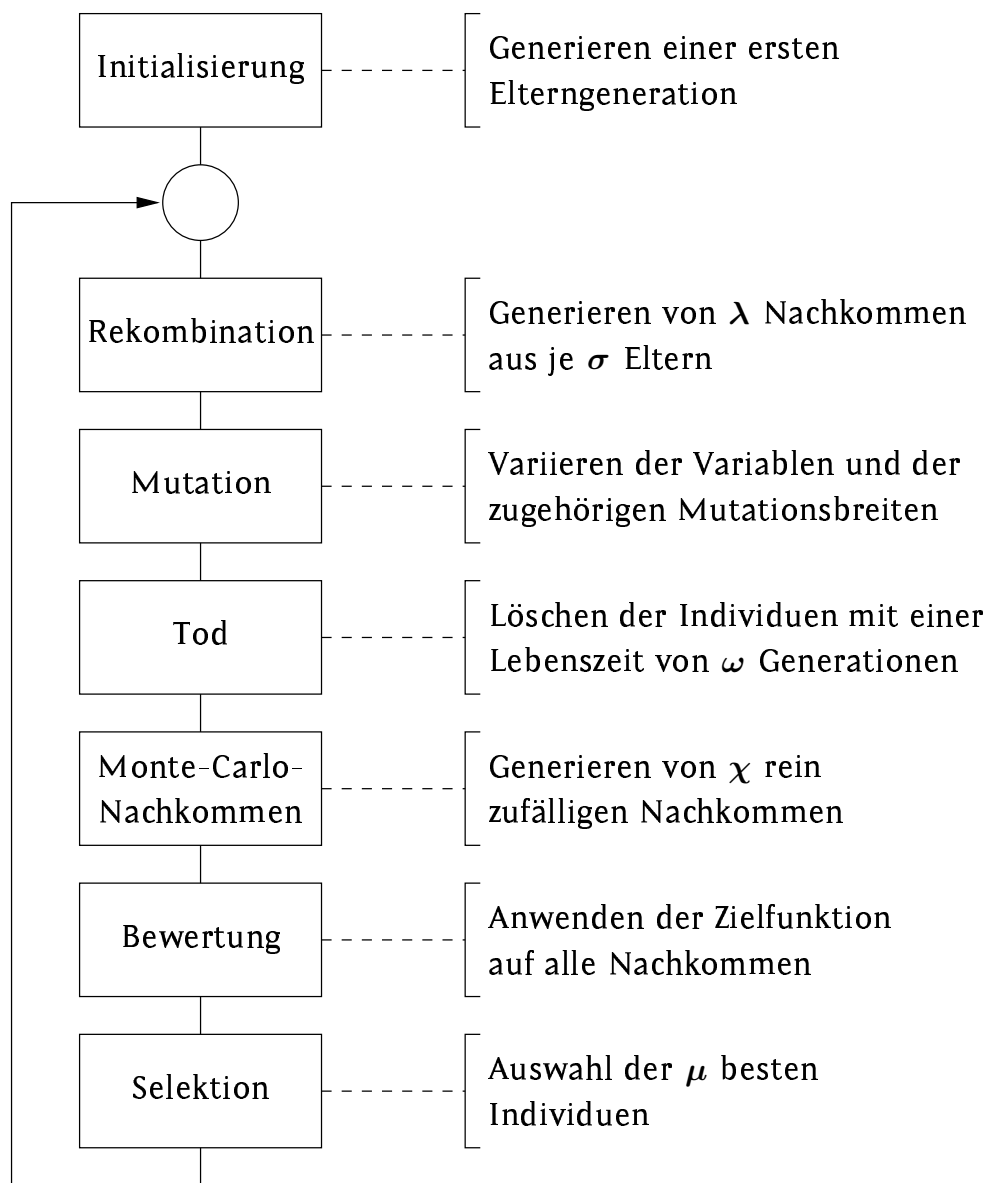 Initialisierung
Generieren einer ersten
Elterngeneration
Rekombination
Generieren von λ Nachkommen
aus je σ Eltern
Mutation
Variieren der Variablen und der
zugehörigen Mutationsbreiten
Tod
Löschen der Individuen mit einer
Lebenszeit von ω Generationen
Monte-Carlo-
Nachkommen
Generieren von χ rein
zufälligen Nachkommen
Bewertung
Anwenden der Zielfunktion
auf alle Nachkommen
Selektion
Auswahl der μ besten
Individuen